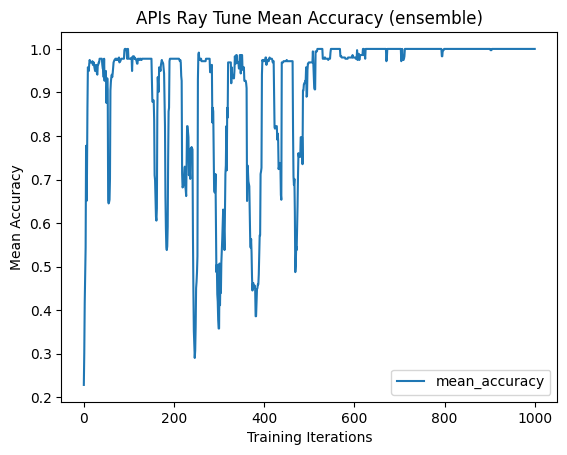 APIs Ray Tune Mean Accuracy (ensemble)
1.0
0.9
0.8
0.7
0.6
0.5
0.4
0.3
0.2
Mean Accuracy
mean_accuracy
0 200 400 600 800 1000
Training Iterations